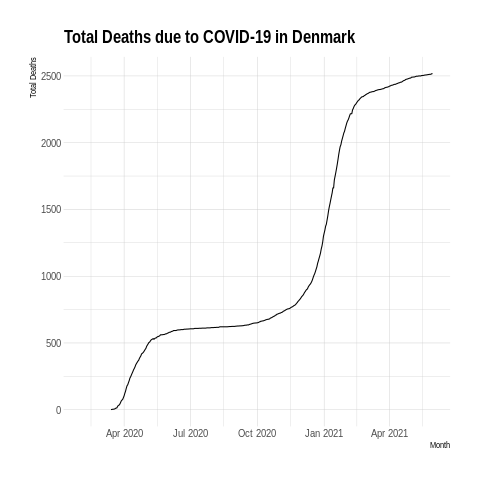 Total Deaths due to COVID-19 in Denmark
Total Deaths
2500
2000
1500
1000
500
0
Apr 2020 Jul 2020 Oct 2020 Jan 2021 Apr 2021
Month